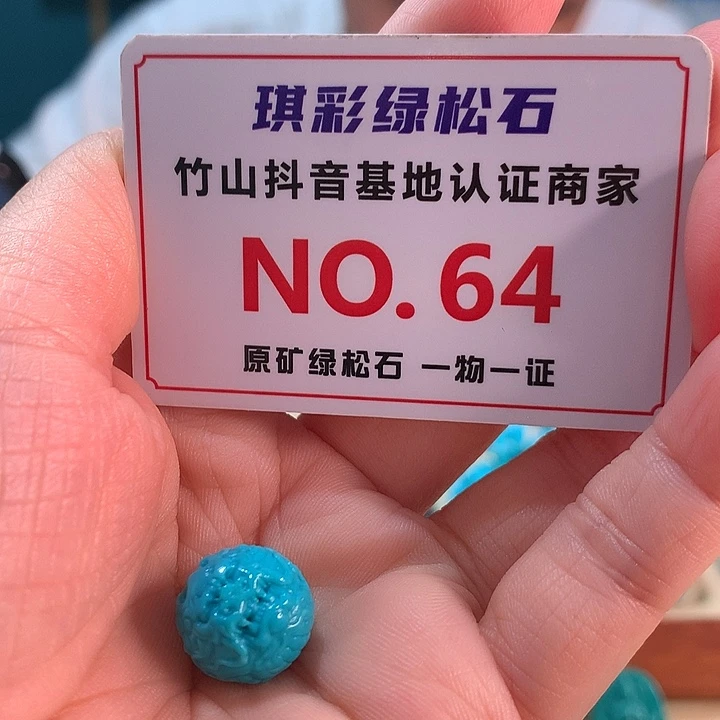 琪彩绿松石
竹山抖音基地认证商家
NO.64
原矿绿松石 一物一证